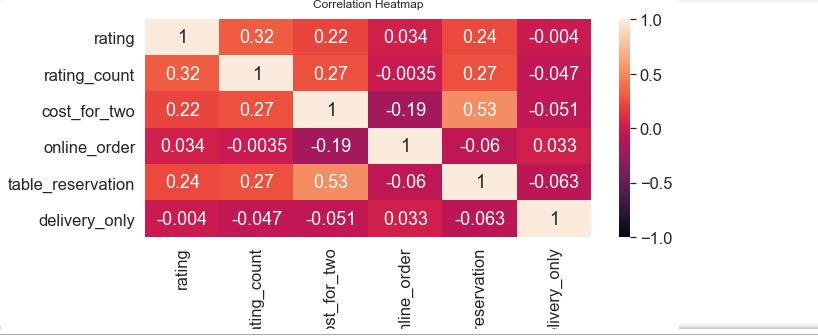 Correlation Heatmap
rating 1 0.32 0.22 0.034 0.24 -0.004
rating_count 0.32 1 0.27 -0.0035 0.27 -0.047
cost_for_two 0.22 0.27 1 -0.19 0.53 -0.051
online_order 0.034 -0.0035 -0.19 1 -0.06 0.033
table_reservation 0.24 0.27 0.53 -0.06 1 -0.063
delivery_only -0.004 -0.047 -0.051 0.033 -0.063 1
1.0
0.5
0.0
−0.5
−1.0
rating
ting_count
st_for_two
nline_order
eservation
livery_only